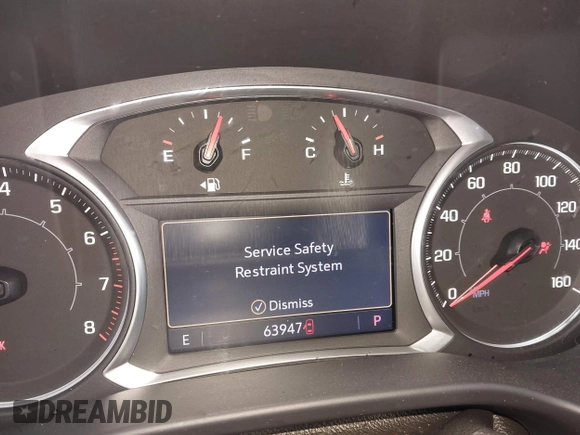 E F
C H
4
5
6
7
8
0
20
40
60
80
100
120
140
160
MPH
Service Safety
Restraint System
Dismiss
E 63947 P
DREAMBID